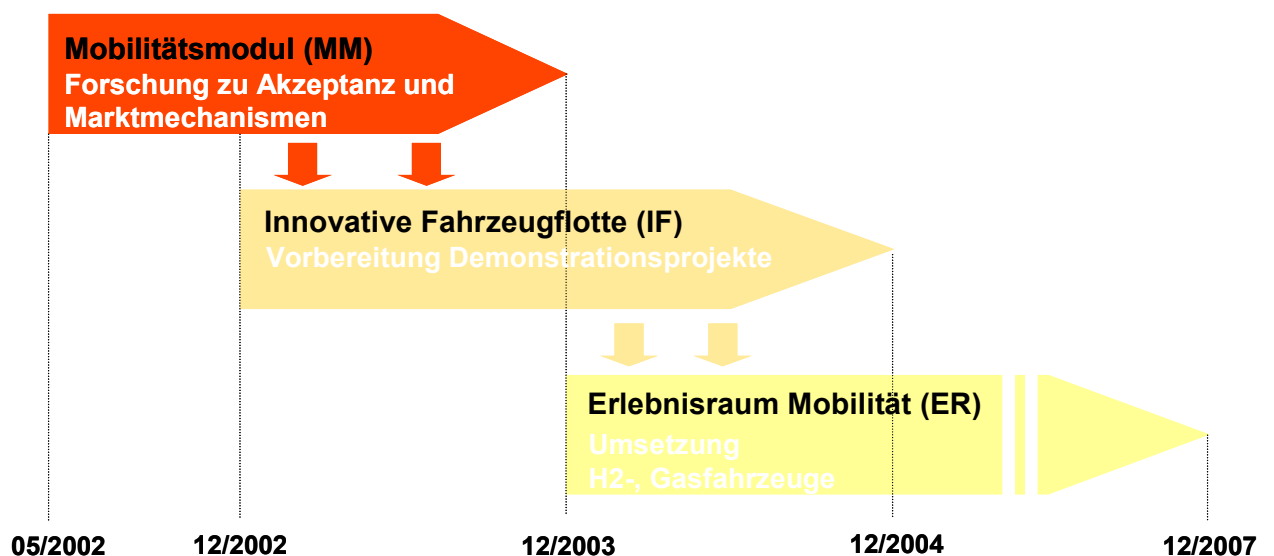 Mobilitätsmodul (MM)
Forschung zu Akzeptanz und
Marktmechanismen
Innovative Fahrzeugflotte (IF)
Vorbereitung Demonstrationsprojekte
Erlebnisraum Mobilität (ER)
Umsetzung
H2-, Gasfahrzeuge
05/2002 12/2002 12/2003 12/2004 12/2007